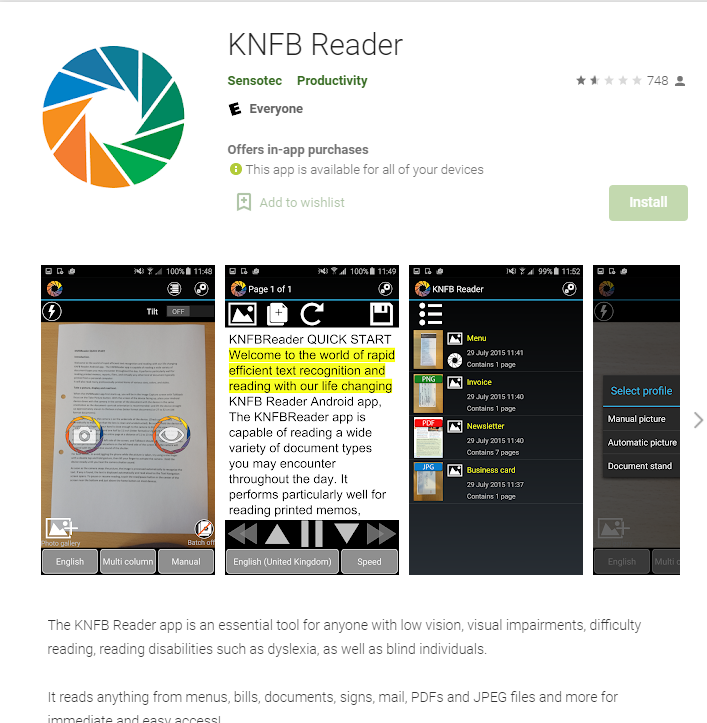 KNFB Reader
Sensotec Productivity
748
E Everyone
Offers in-app purchases
This app is available for all of your devices
Add to wishlist
Install
100% 11:48
Tilt OFF
Photo gallery
Batch off
English Multi column Manual
100% 11:49
Page 1 of 1
KNFBReader QUICK START
Welcome to the world of rapid
efficient text recognition and
reading with our life changing
KNFB Reader Android app,
The KNFBReader app is
capable of reading a wide
variety of document types
you may encounter
throughout the day. It
performs particularly well for
reading printed memos,
English (United Kingdom) Speed
99% 11:52
KNFB Reader
Menu
29 July 2015 11:41
Contains 1 page
PNG
Invoice
29 July 2015 11:40
Contains 1 page
PDF
Newsletter
29 July 2015 11:40
Contains 7 pages
JPG
Business card
29 July 2015 11:37
Contains 1 page
Select profile
Manual picture
Automatic picture
Document stand
English Multi c
The KNFB Reader app is an essential tool for anyone with low vision, visual impairments, difficulty
reading, reading disabilities such as dyslexia, as well as blind individuals.
It reads anything from menus, bills, documents, signs, mail, PDFs and JPEG files and more for
immediate and easy access!